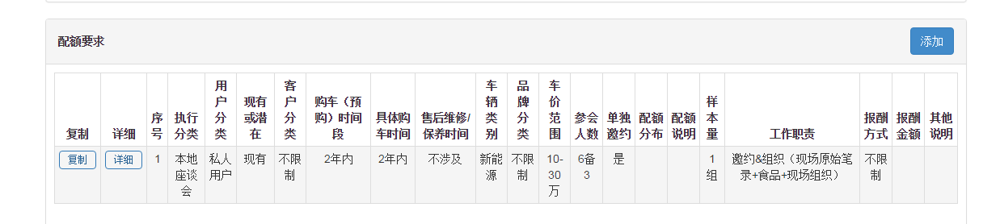 配额要求
添加
复制
详细
序号
执行分类
用户分类
现有或潜在
客户分类
购车（预购）时间段
具体购车时间
售后维修/保养时间
车辆类别
品牌分类
车价范围
参会人数
单独邀约
配额分布
配额说明
样本量
工作职责
报酬方式
报酬金额
其他说明
复制
详细
1
本地座谈会
私人用户
现有
不限制
2年内
2年内
不涉及
新能源
不限制
10-30万
6备3
是
1组
邀约&组织（现场原始笔录+食品+现场组织）
不限制